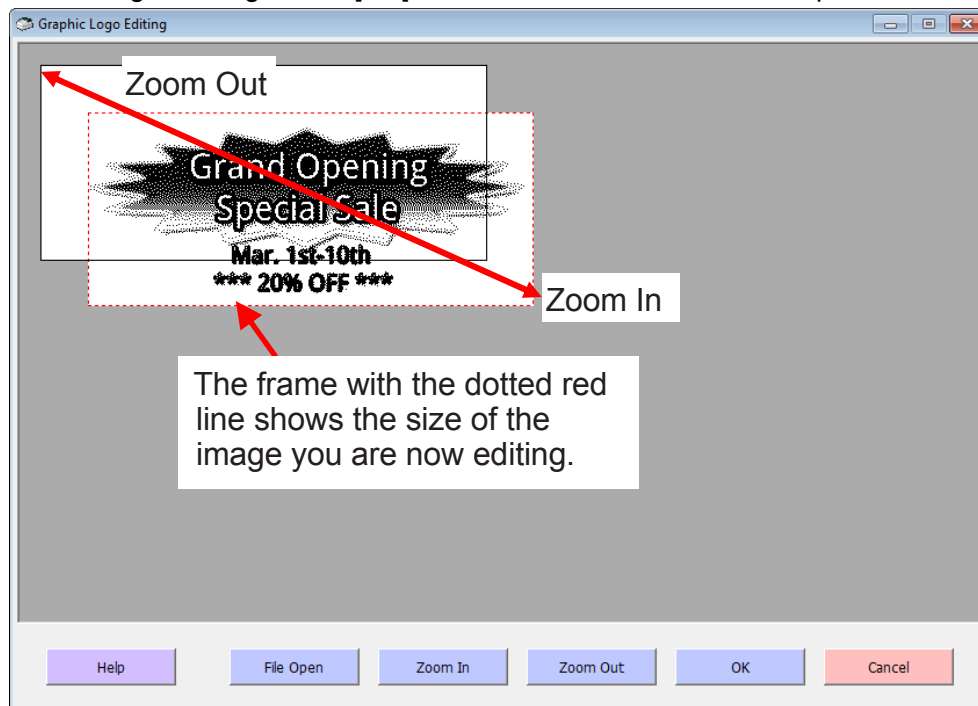 Graphic Logo Editing
Zoom Out
Grand Opening
Special Sale
Mar. 1st-10th
*** 20% OFF ***
Zoom In
The frame with the dotted red
line shows the size of the
image you are now editing.
Help
File Open
Zoom In
Zoom Out
OK
Cancel